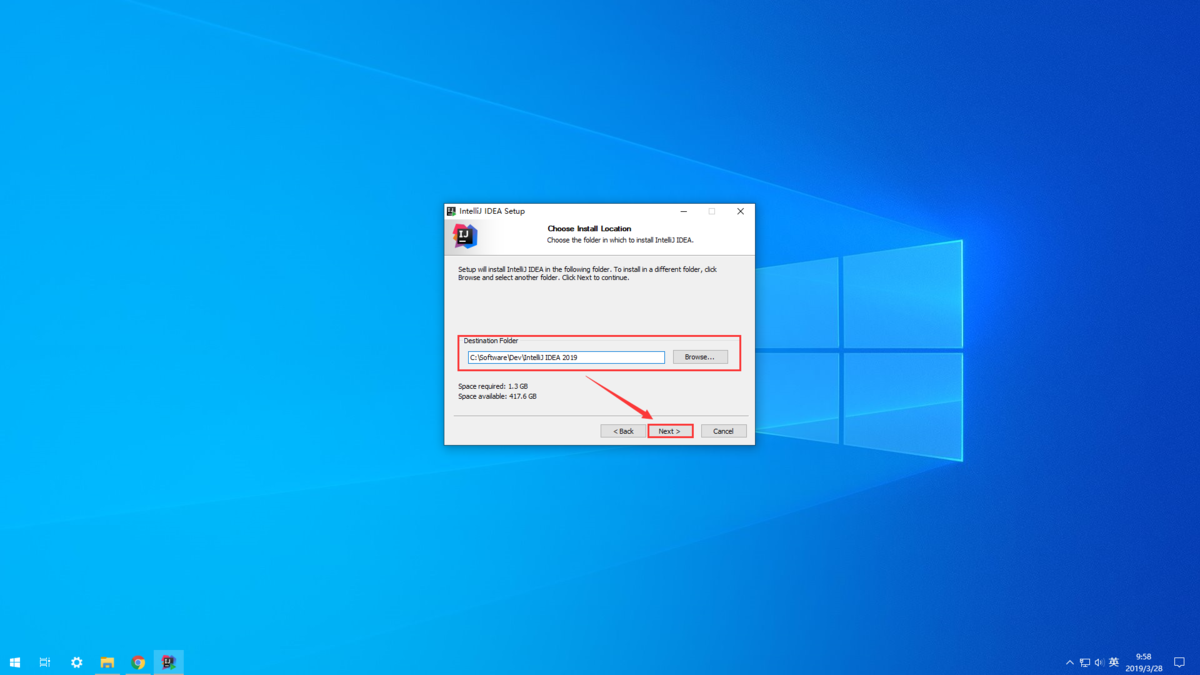 IntelliJ IDEA Setup
IJ
Choose Install Location
Choose the folder in which to install IntelliJ IDEA.
Setup will install IntelliJ IDEA in the following folder. To install in a different folder, click
Browse and select another folder. Click Next to continue.
Destination Folder
C:\Software\Dev\IntelliJ IDEA 2019
Browse...
Space required: 1.3 GB
Space available: 417.6 GB
< Back
Next >
Cancel
英
9:58
2019/3/28